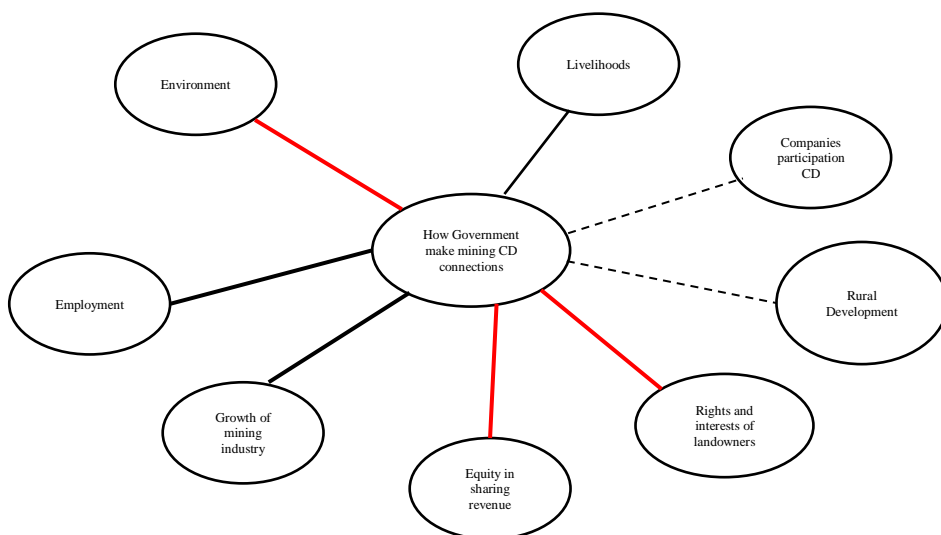 Livelihoods
Environment
Companies
participation
CD
How Government
make mining CD
connections
Employment
Rural
Development
Growth of
mining
industry
Rights and
interests of
landowners
Equity in
sharing
revenue